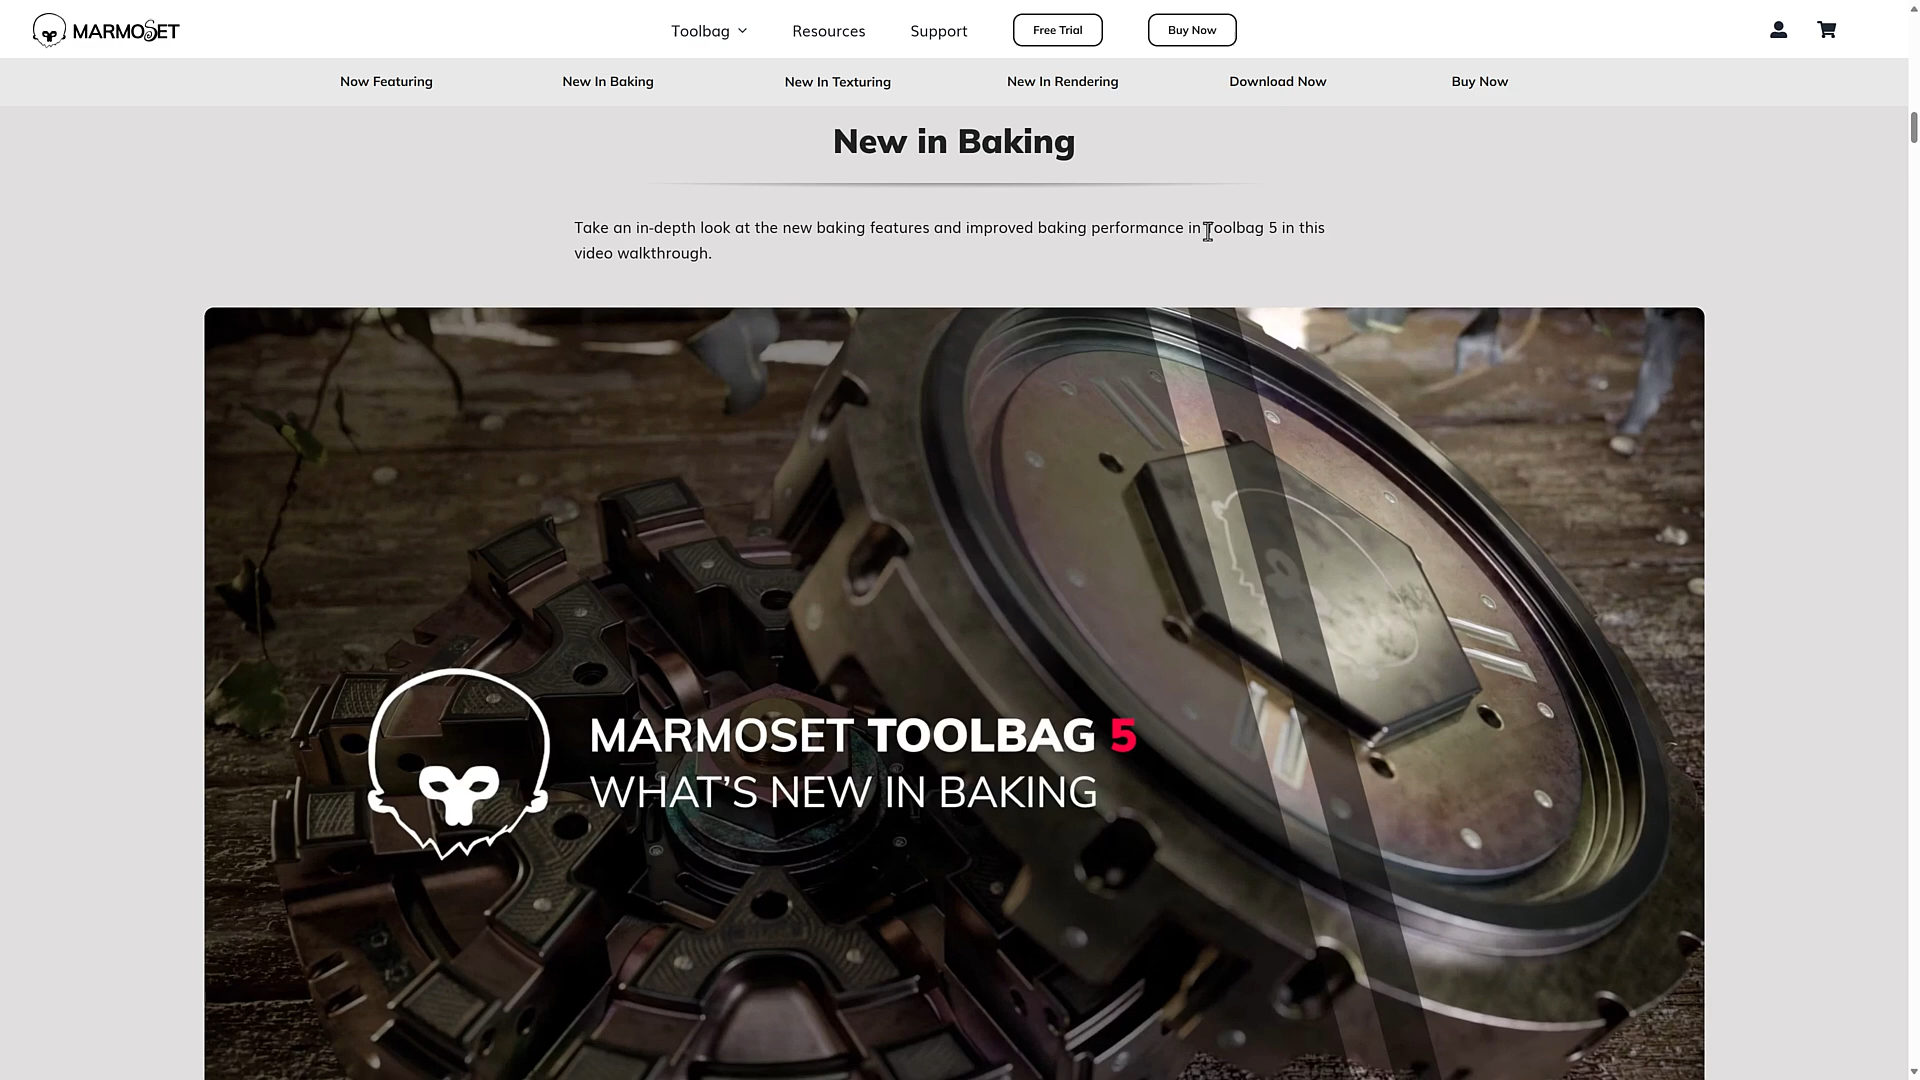 MARMOSET
Toolbag
Resources
Support
Free Trial
Buy Now
Now Featuring
New In Baking
New In Texturing
New In Rendering
Download Now
Buy Now
New in Baking
Take an in-depth look at the new baking features and improved baking performance in Toolbag 5 in this
video walkthrough.
MARMOSET TOOLBAG 5
WHAT'S NEW IN BAKING